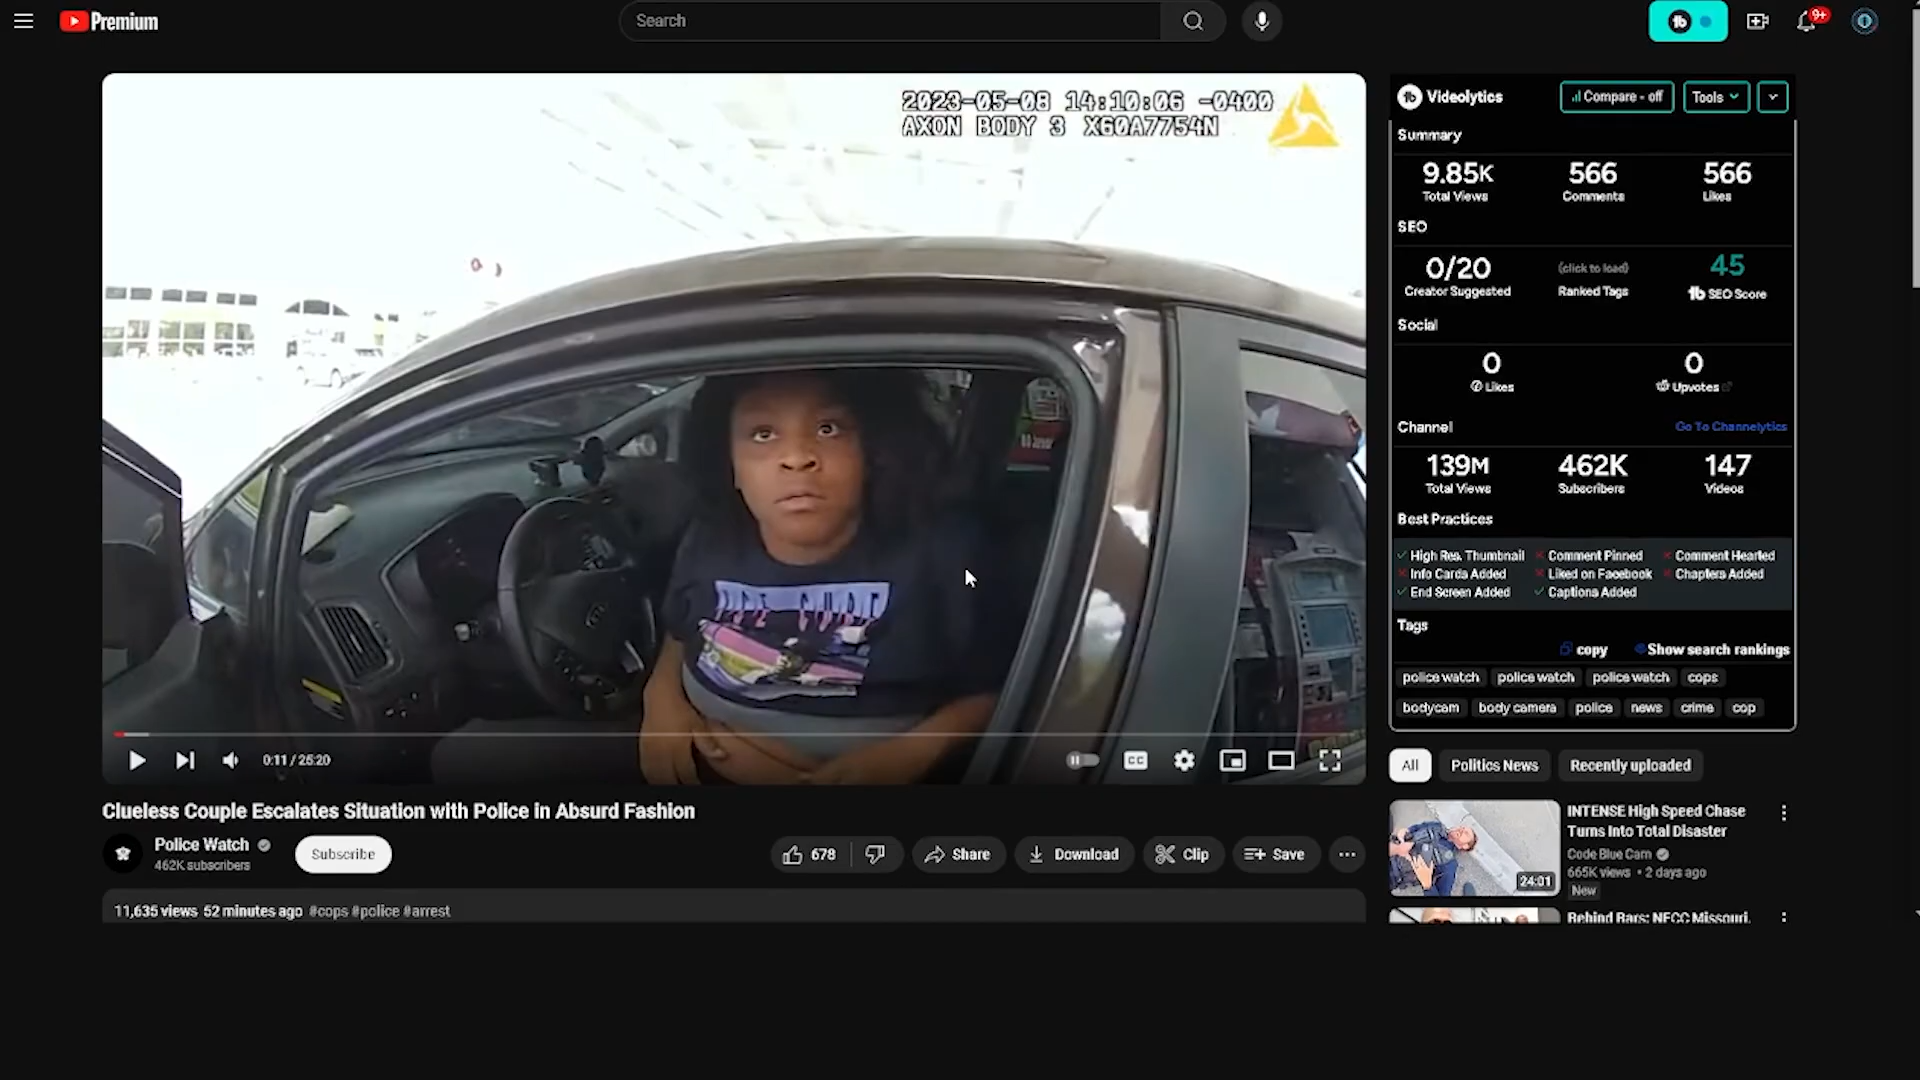 Premium
Search
9+
2023-05-08 14:10:06 -0400
AXON BODY 3 X60A7754N
0:11 / 25:20
CC
Clueless Couple Escalates Situation with Police in Absurd Fashion
Police Watch
462K subscribers
Subscribe
678
Share
Download
Clip
Save
11,635 views 52 minutes ago #cops #police #arrest
Videolytics
Compare - off
Tools
Summary
9.85K 566 566
Total Views Comments Likes
SEO
0/20 (click to load) 45
Creator Suggested Ranked Tags SEO Score
Social
0 0
Likes Upvotes
Channel Go To Channelytics
139M 462K 147
Total Views Subscribers Videos
Best Practices
High Res. Thumbnail Comment Pinned Comment Hearted
Info Cards Added Liked on Facebook Chapters Added
End Screen Added Captions Added
Tags
copy Show search rankings
police watch police watch police watch cops
bodycam body camera police news crime cop
All Politics News Recently uploaded
24:01
INTENSE High Speed Chase
Turns Into Total Disaster
Code Blue Cam
665K views • 2 days ago
New
Behind Bars: NECC Missouri,